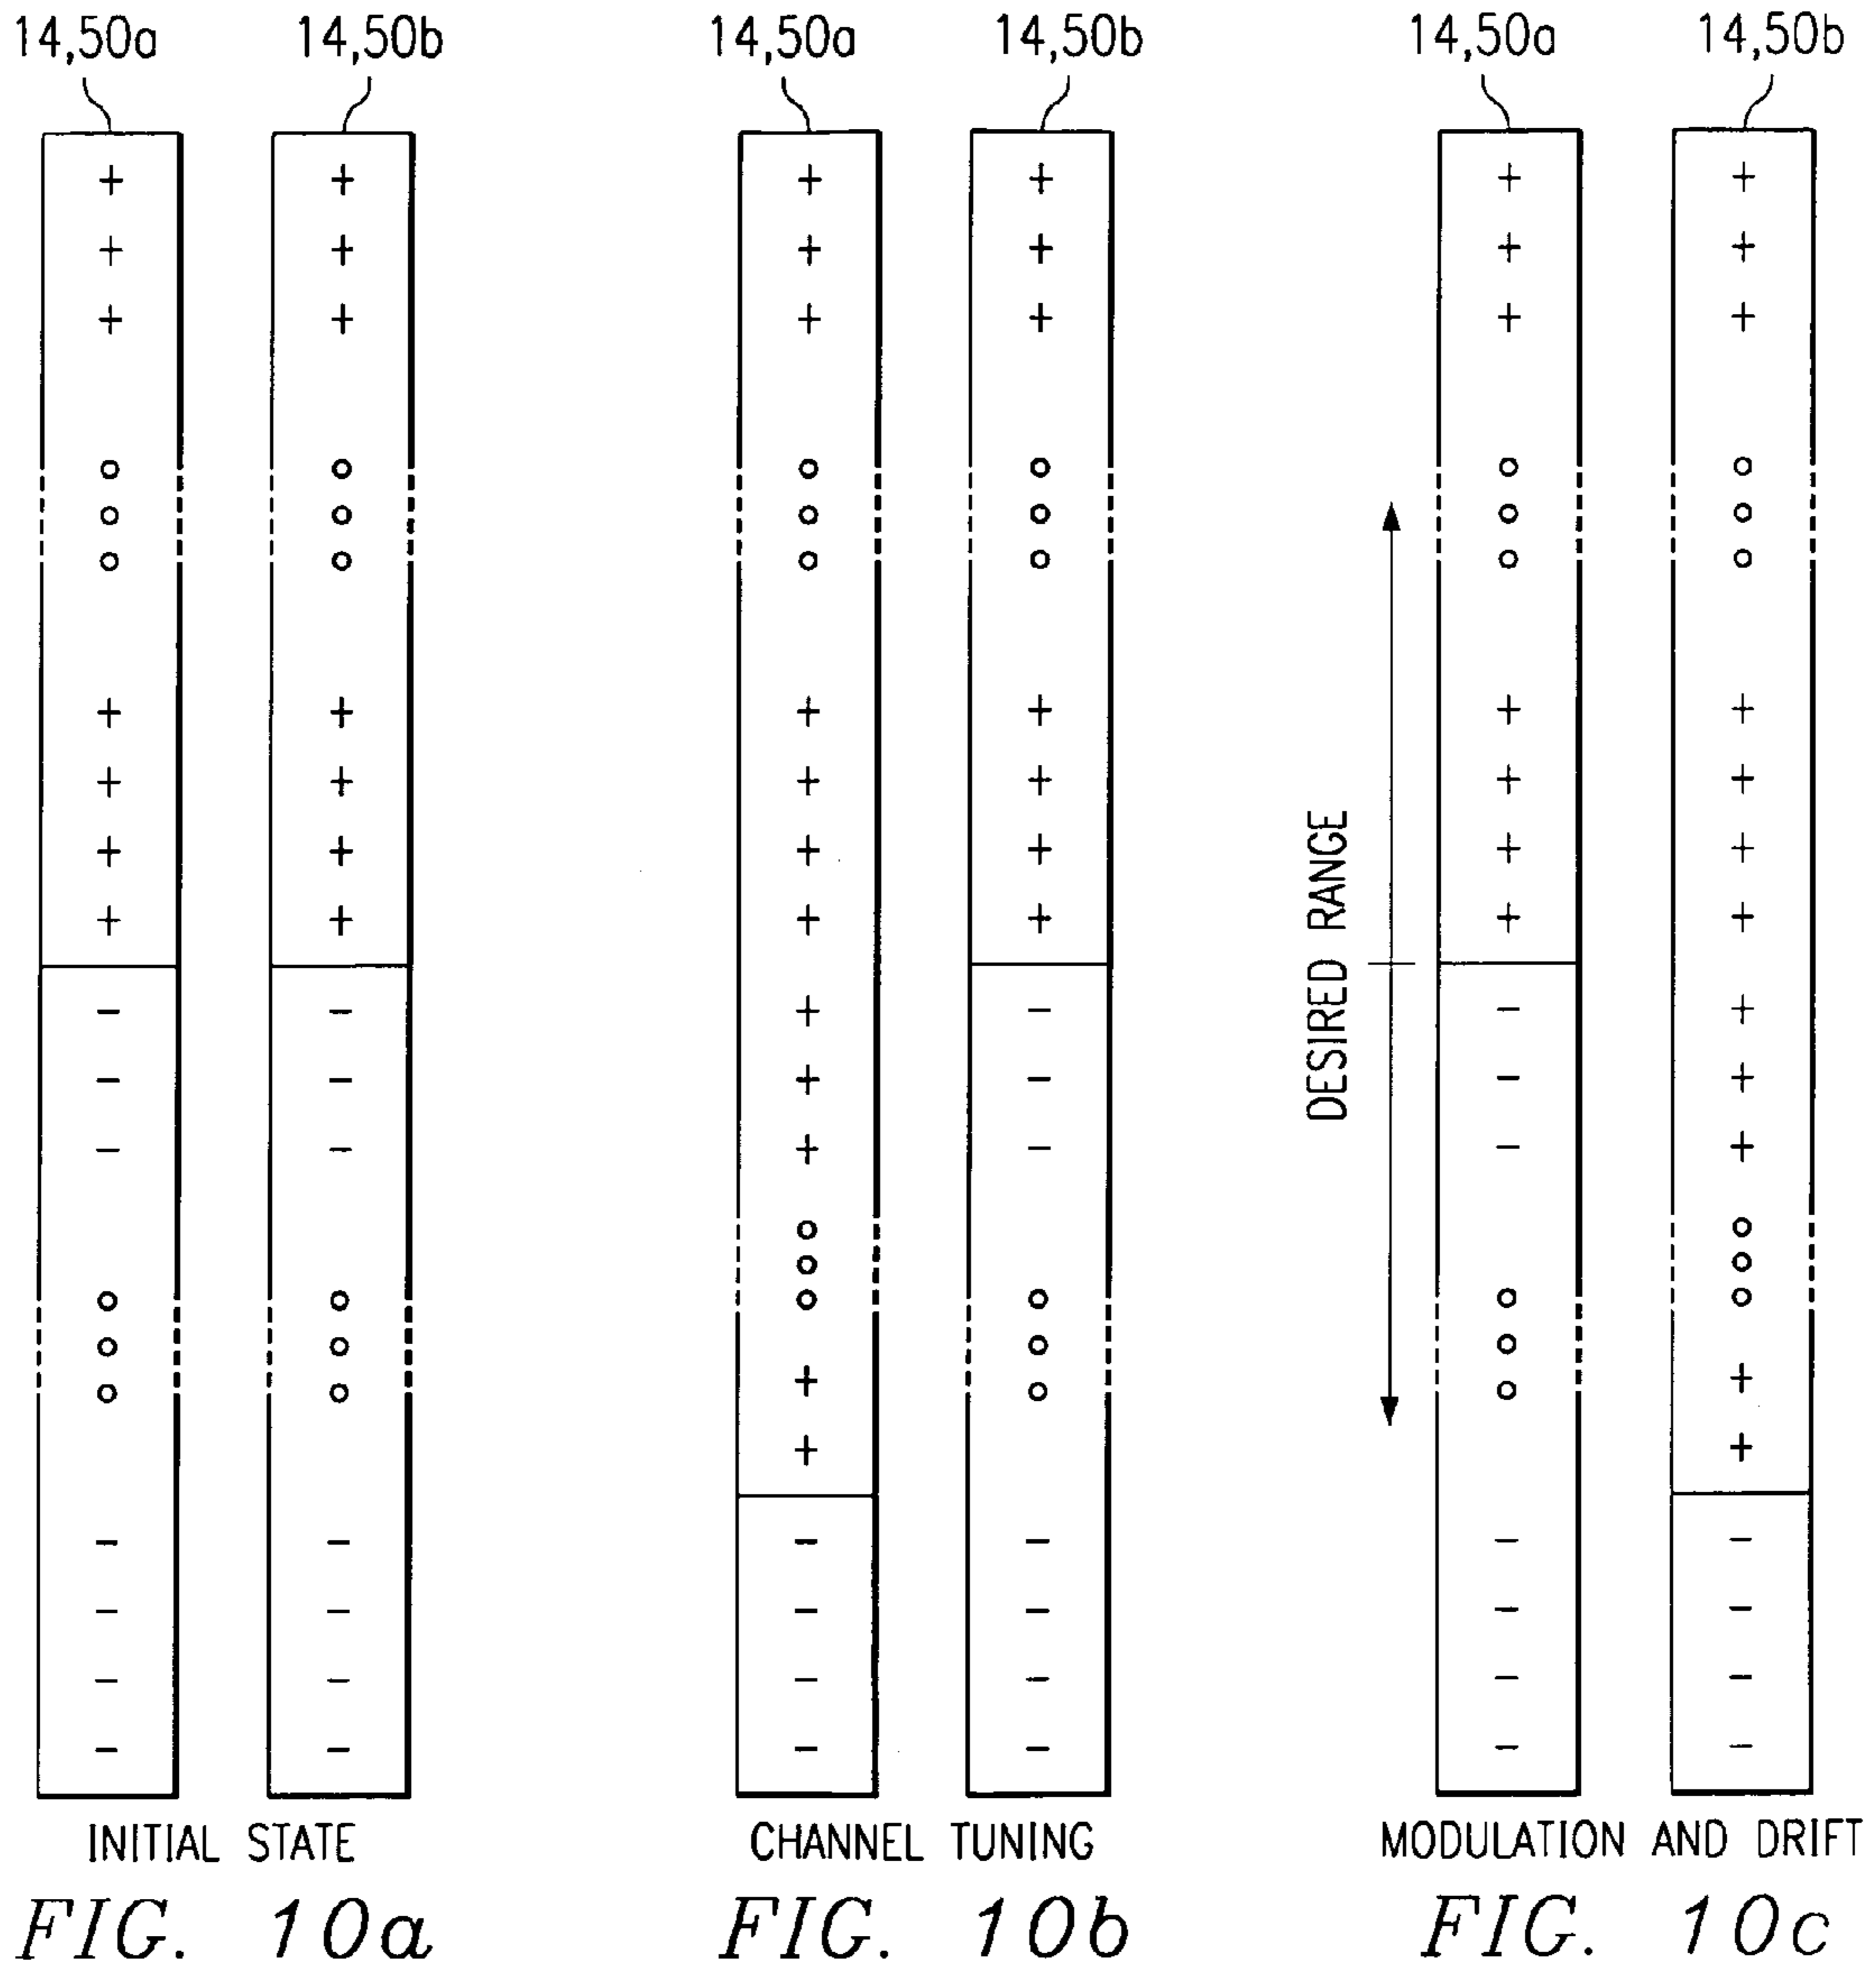 14,50a 14,50b 14,50a 14,50b 14,50a 14,50b
+ + + + + +
+ + + + + +
+ + + + + +
+ + + + + +
+ + + + + +
+ + + + + +
+ + + + + +
DESIRED RANGE
− − + − − +
− − + − − +
− − + − − +
+ +
+ +
− − − − − −
− − − − − −
− − − − − −
− − − − − −
INITIAL STATE CHANNEL TUNING MODULATION AND DRIFT
FIG. 10a FIG. 10b FIG. 10c